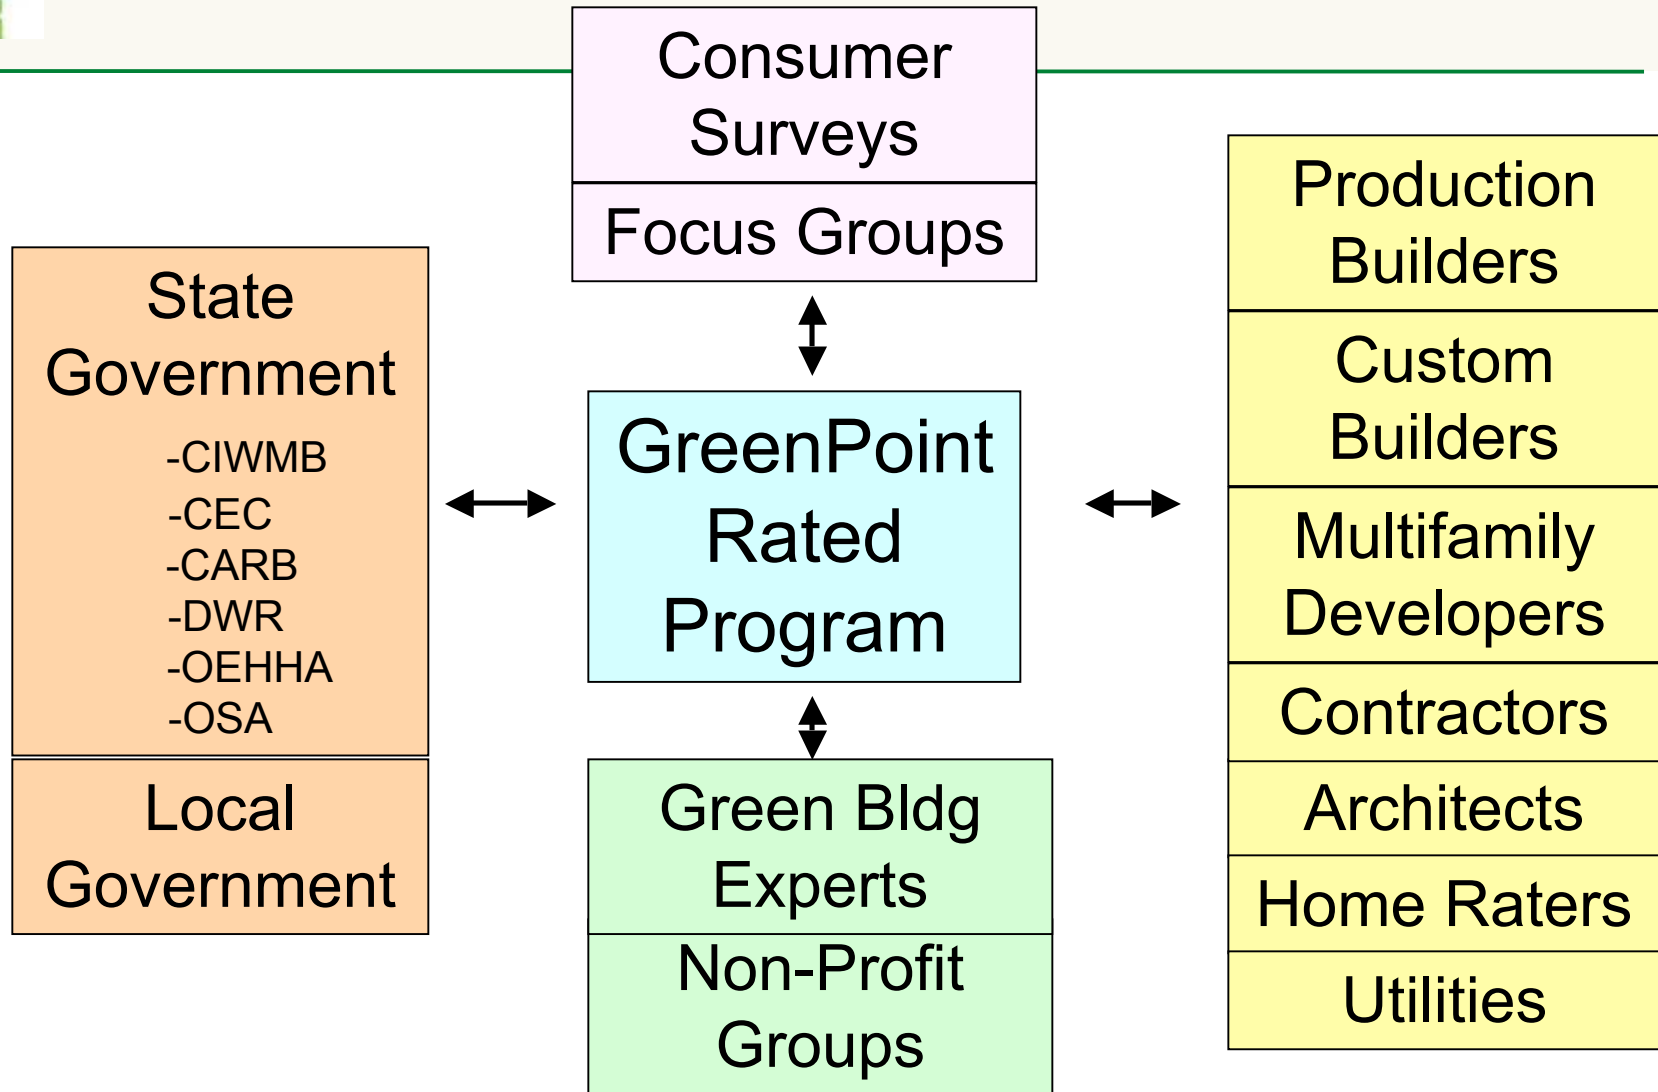 Consumer
Surveys
Focus Groups
State
Government
-CIWMB
-CEC
-CARB
-DWR
-OEHHA
-OSA
Local
Government
GreenPoint
Rated
Program
Green Bldg
Experts
Non-Profit
Groups
Production
Builders
Custom
Builders
Multifamily
Developers
Contractors
Architects
Home Raters
Utilities